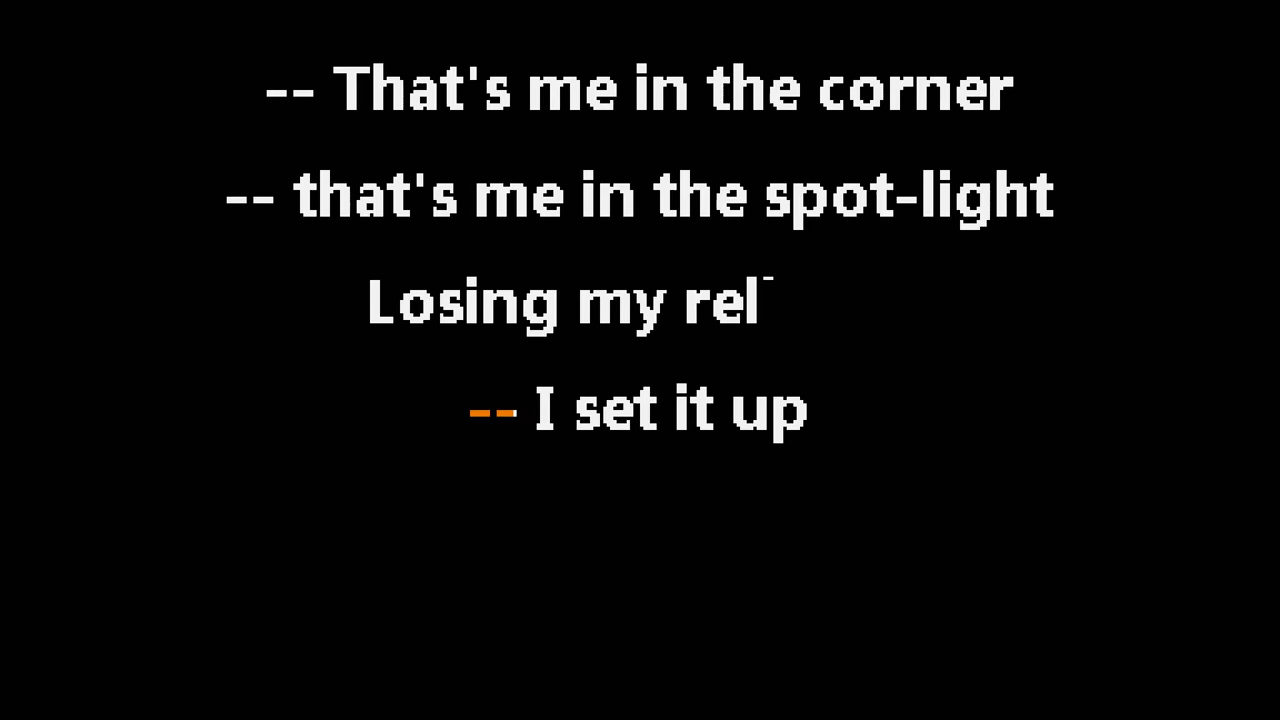 -- That's me in the corner
-- that's me in the spot-light
Losing my rel
-- I set it up